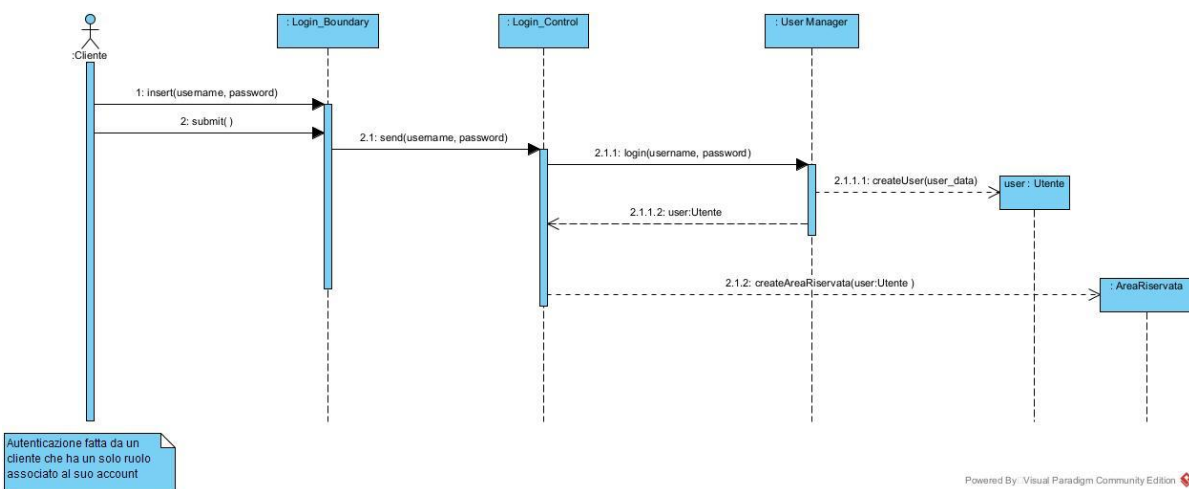 : Login_Boundary
: Login_Control
: User Manager
:Cliente
1: insert(username, password)
2: submit( )
2.1: send(username, password)
2.1.1: login(username, password)
2.1.1.1: createUser(user_data)
user : Utente
2.1.1.2: user:Utente
2.1.2: createAreaRiservata(user:Utente )
: AreaRiservata
Autenticazione fatta da un
cliente che ha un solo ruolo
associato al suo account
Powered By Visual Paradigm Community Edition